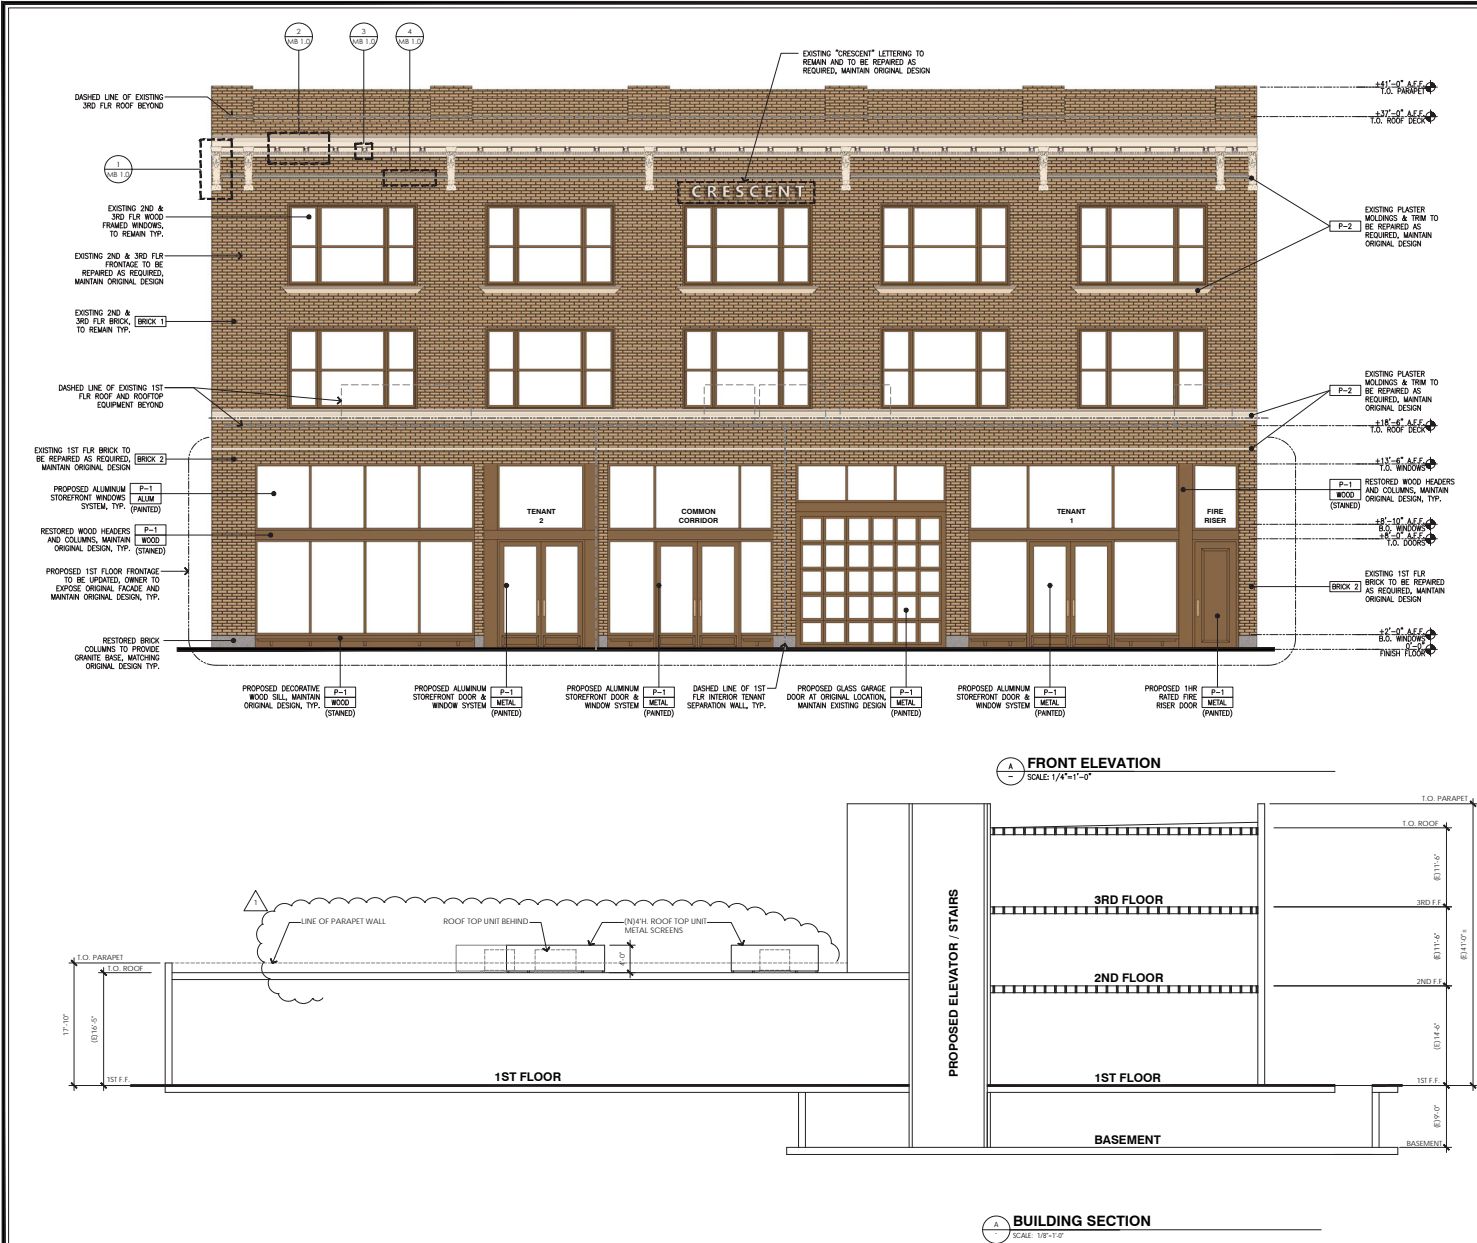 2
MB 1.0
3
MB 1.0
4
MB 1.0
EXISTING "CRESCENT" LETTERING TO
REMAIN AND TO BE REPAIRED AS
REQUIRED, MAINTAIN ORIGINAL DESIGN
DASHED LINE OF EXISTING
3RD FLR ROOF BEYOND
+41'-0" A.F.F.
T.O. PARAPET
+37'-0" A.F.F.
T.O. ROOF DECK
1
MB 1.0
CRESCENT
EXISTING 2ND &
3RD FLR WOOD
FRAMED WINDOWS,
TO REMAIN TYP.
EXISTING PLASTER
MOLDINGS & TRIM TO
BE REPAIRED AS
REQUIRED, MAINTAIN
ORIGINAL DESIGN
P-2
EXISTING 2ND & 3RD FLR
FRONTAGE TO BE
REPAIRED AS REQUIRED,
MAINTAIN ORIGINAL DESIGN
EXISTING 2ND &
3RD FLR BRICK,
TO REMAIN TYP.
BRICK 1
DASHED LINE OF EXISTING 1ST
FLR ROOF AND ROOFTOP
EQUIPMENT BEYOND
EXISTING PLASTER
MOLDINGS & TRIM TO
BE REPAIRED AS
REQUIRED, MAINTAIN
ORIGINAL DESIGN
P-2
+18'-6" A.F.F.
T.O. ROOF DECK
EXISTING 1ST FLR BRICK TO
BE REPAIRED AS REQUIRED,
MAINTAIN ORIGINAL DESIGN
BRICK 2
+13'-6" A.F.F.
T.O. WINDOWS
PROPOSED ALUMINUM
STOREFRONT WINDOWS
SYSTEM, TYP.
P-1
ALUM
(PAINTED)
P-1
WOOD
(STAINED)
RESTORED WOOD HEADERS
AND COLUMNS, MAINTAIN
ORIGINAL DESIGN, TYP.
TENANT
2
COMMON
CORRIDOR
TENANT
1
FIRE
RISER
RESTORED WOOD HEADERS
AND COLUMNS, MAINTAIN
ORIGINAL DESIGN, TYP.
P-1
WOOD
(STAINED)
+8'-10" A.F.F.
B.O. WINDOWS
+8'-0" A.F.F.
T.O. DOORS
PROPOSED 1ST FLOOR FRONTAGE
TO BE UPDATED, OWNER TO
EXPOSE ORIGINAL FACADE AND
MAINTAIN ORIGINAL DESIGN, TYP.
BRICK 2
EXISTING 1ST FLR
BRICK TO BE REPAIRED
AS REQUIRED, MAINTAIN
ORIGINAL DESIGN
RESTORED BRICK
COLUMNS TO PROVIDE
GRANITE BASE, MATCHING
ORIGINAL DESIGN TYP.
+2'-0" A.F.F.
B.O. WINDOWS
0'-0"
FINISH FLOOR
PROPOSED DECORATIVE
WOOD SILL, MAINTAIN
ORIGINAL DESIGN, TYP.
P-1
WOOD
(STAINED)
PROPOSED ALUMINUM
STOREFRONT DOOR &
WINDOW SYSTEM
P-1
METAL
(PAINTED)
PROPOSED ALUMINUM
STOREFRONT DOOR &
WINDOW SYSTEM
P-1
METAL
(PAINTED)
DASHED LINE OF 1ST
FLR INTERIOR TENANT
SEPARATION WALL, TYP.
PROPOSED GLASS GARAGE
DOOR AT ORIGINAL LOCATION,
MAINTAIN EXISTING DESIGN
P-1
METAL
(PAINTED)
PROPOSED ALUMINUM
STOREFRONT DOOR &
WINDOW SYSTEM
P-1
METAL
(PAINTED)
PROPOSED 1HR
RATED FIRE
RISER DOOR
P-1
METAL
(PAINTED)
A
–
FRONT ELEVATION
SCALE: 1/4"=1'-0"
T.O. PARAPET
T.O. ROOF
(E)11'-6"
3RD FLOOR
3RD F.F.
(E)11'-6"
(E)41'-0"±
2ND FLOOR
2ND F.F.
(E)14'-6"
PROPOSED ELEVATOR / STAIRS
1
LINE OF PARAPET WALL
ROOF TOP UNIT BEHIND
(N)4'H. ROOF TOP UNIT
METAL SCREENS
4'-0"
T.O. PARAPET
T.O. ROOF
17'-10"
(E)16'-5"
1ST F.F.
1ST FLOOR
1ST FLOOR
1ST F.F.
(E)9'-0"
BASEMENT
BASEMENT
A
-
BUILDING SECTION
SCALE: 1/8"=1'-0"